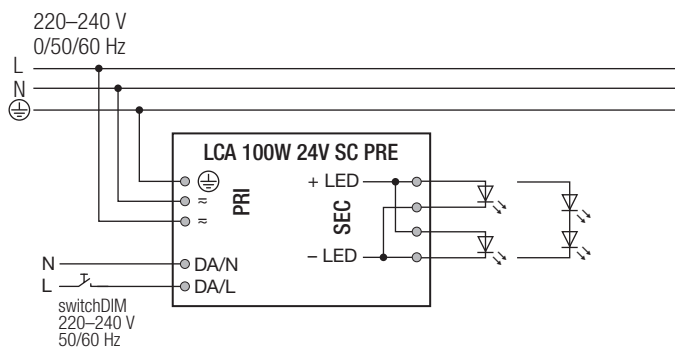 220–240 V
0/50/60 Hz
L
N
LCA 100W 24V SC PRE
+ LED
≂
PRI
SEC
≂
N
DA/N
– LED
L
DA/L
switchDIM
220–240 V
50/60 Hz